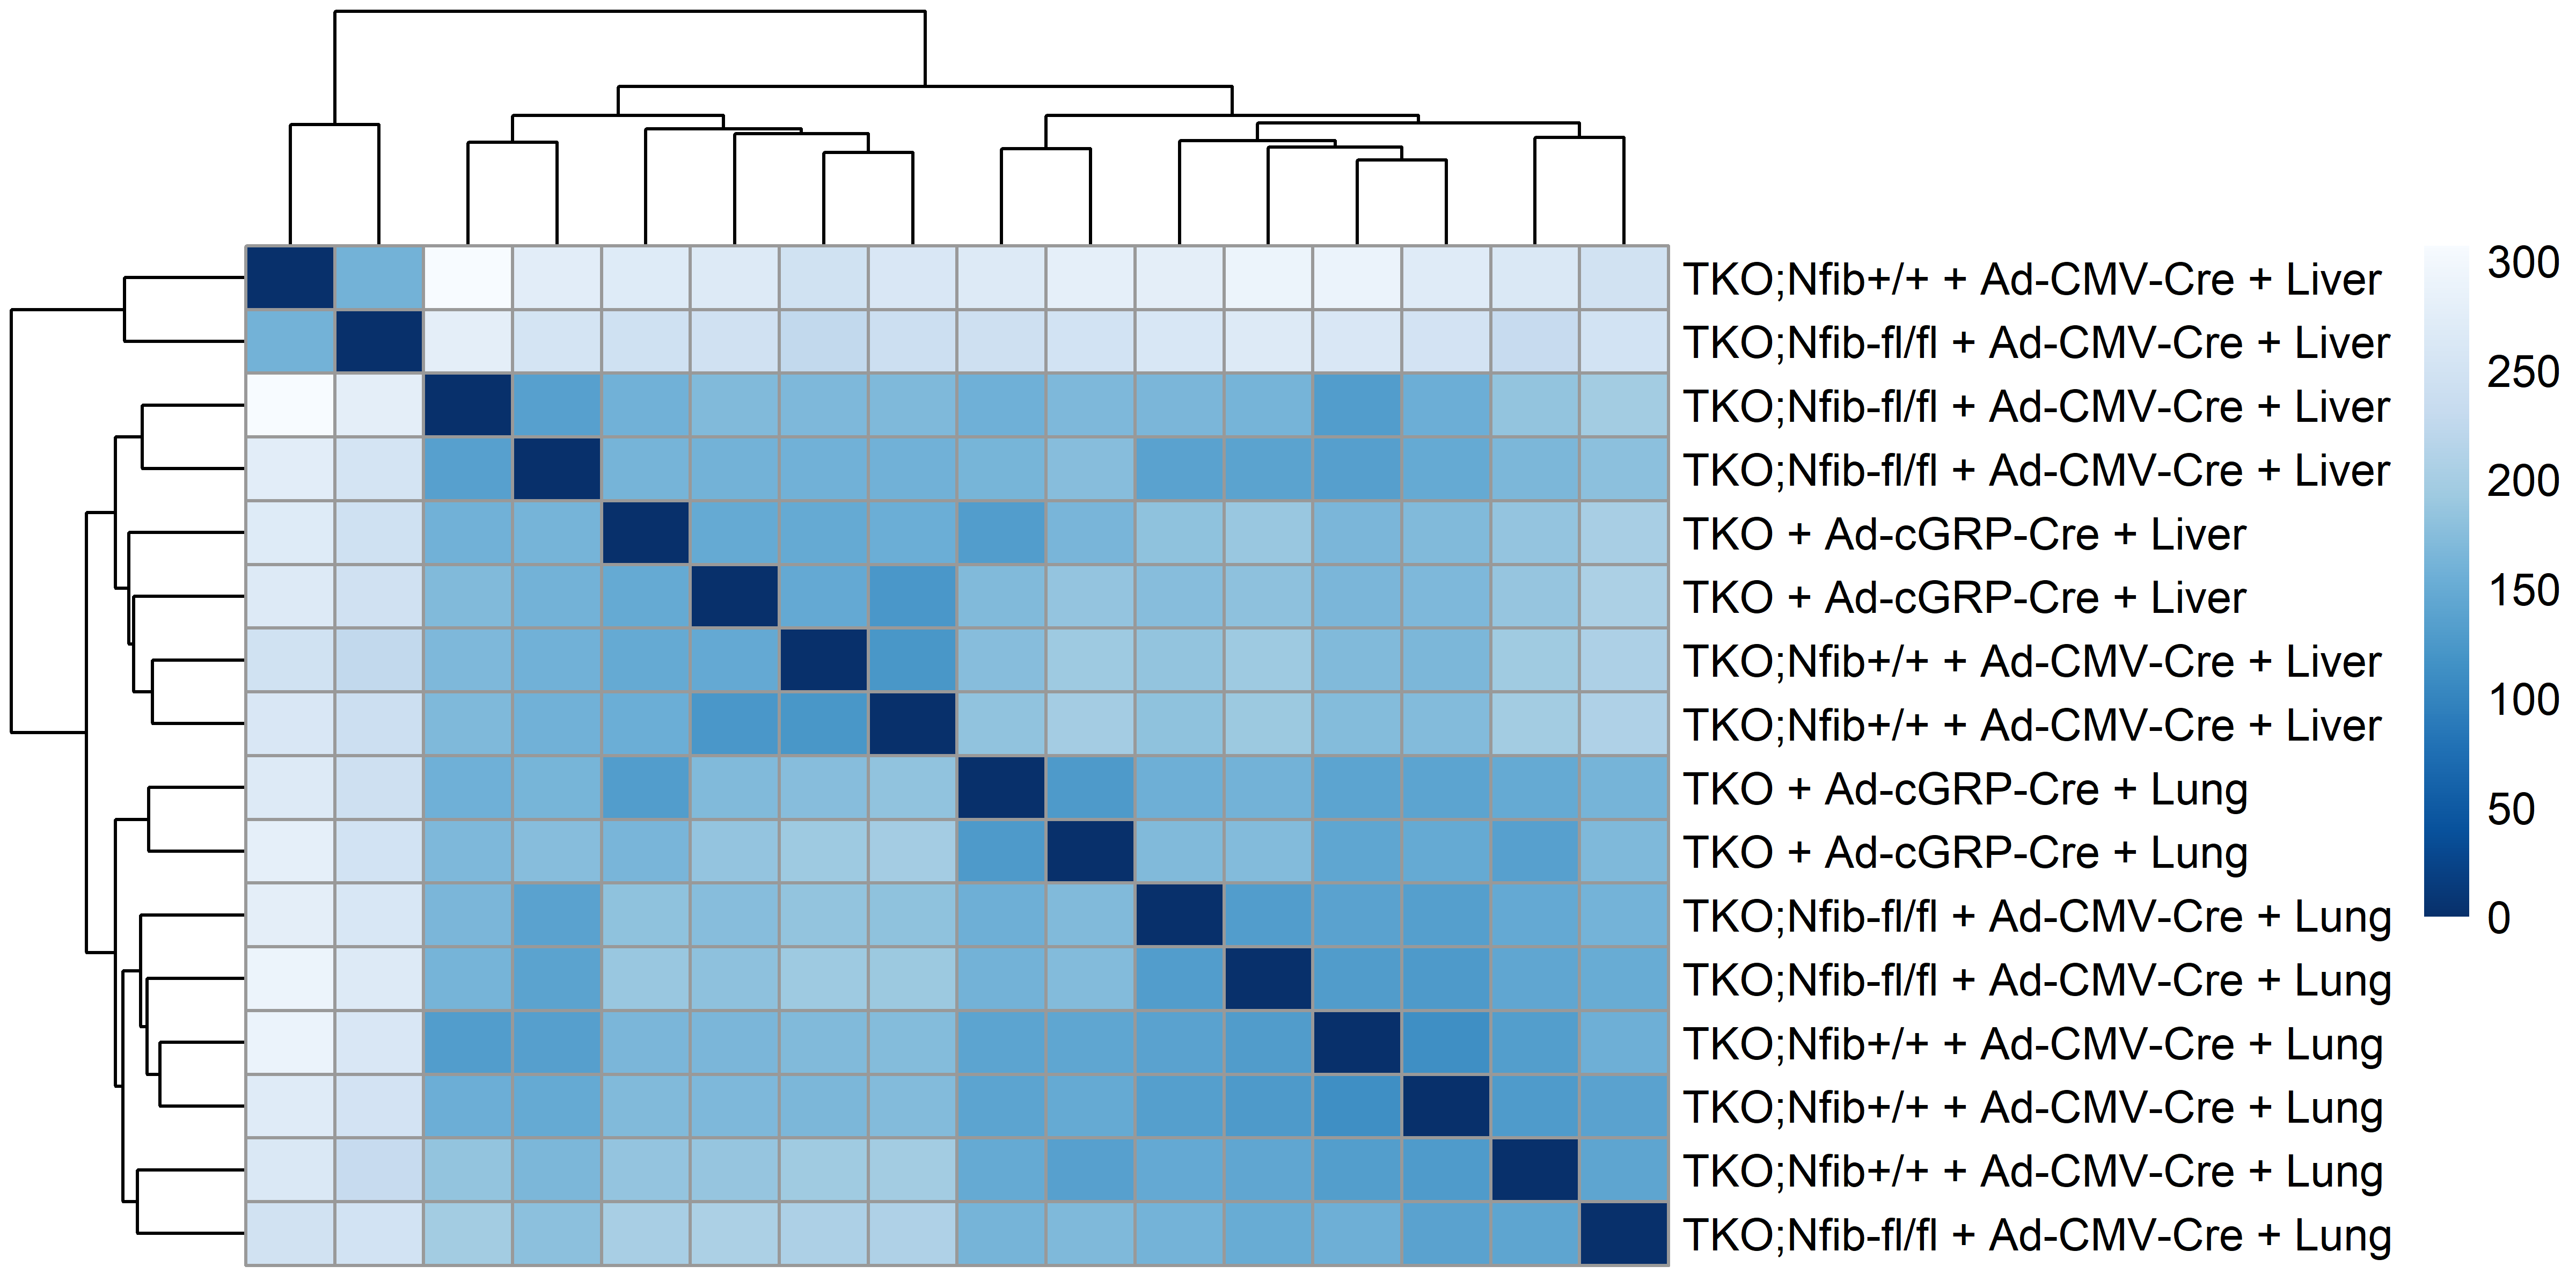 TKO;Nfib+/+ + Ad-CMV-Cre + Liver
TKO;Nfib-fl/fl + Ad-CMV-Cre + Liver
TKO;Nfib-fl/fl + Ad-CMV-Cre + Liver
TKO;Nfib-fl/fl + Ad-CMV-Cre + Liver
TKO + Ad-cGRP-Cre + Liver
TKO + Ad-cGRP-Cre + Liver
TKO;Nfib+/+ + Ad-CMV-Cre + Liver
TKO;Nfib+/+ + Ad-CMV-Cre + Liver
TKO + Ad-cGRP-Cre + Lung
TKO + Ad-cGRP-Cre + Lung
TKO;Nfib-fl/fl + Ad-CMV-Cre + Lung
TKO;Nfib-fl/fl + Ad-CMV-Cre + Lung
TKO;Nfib+/+ + Ad-CMV-Cre + Lung
TKO;Nfib+/+ + Ad-CMV-Cre + Lung
TKO;Nfib+/+ + Ad-CMV-Cre + Lung
TKO;Nfib-fl/fl + Ad-CMV-Cre + Lung
300
250
200
150
100
50
0